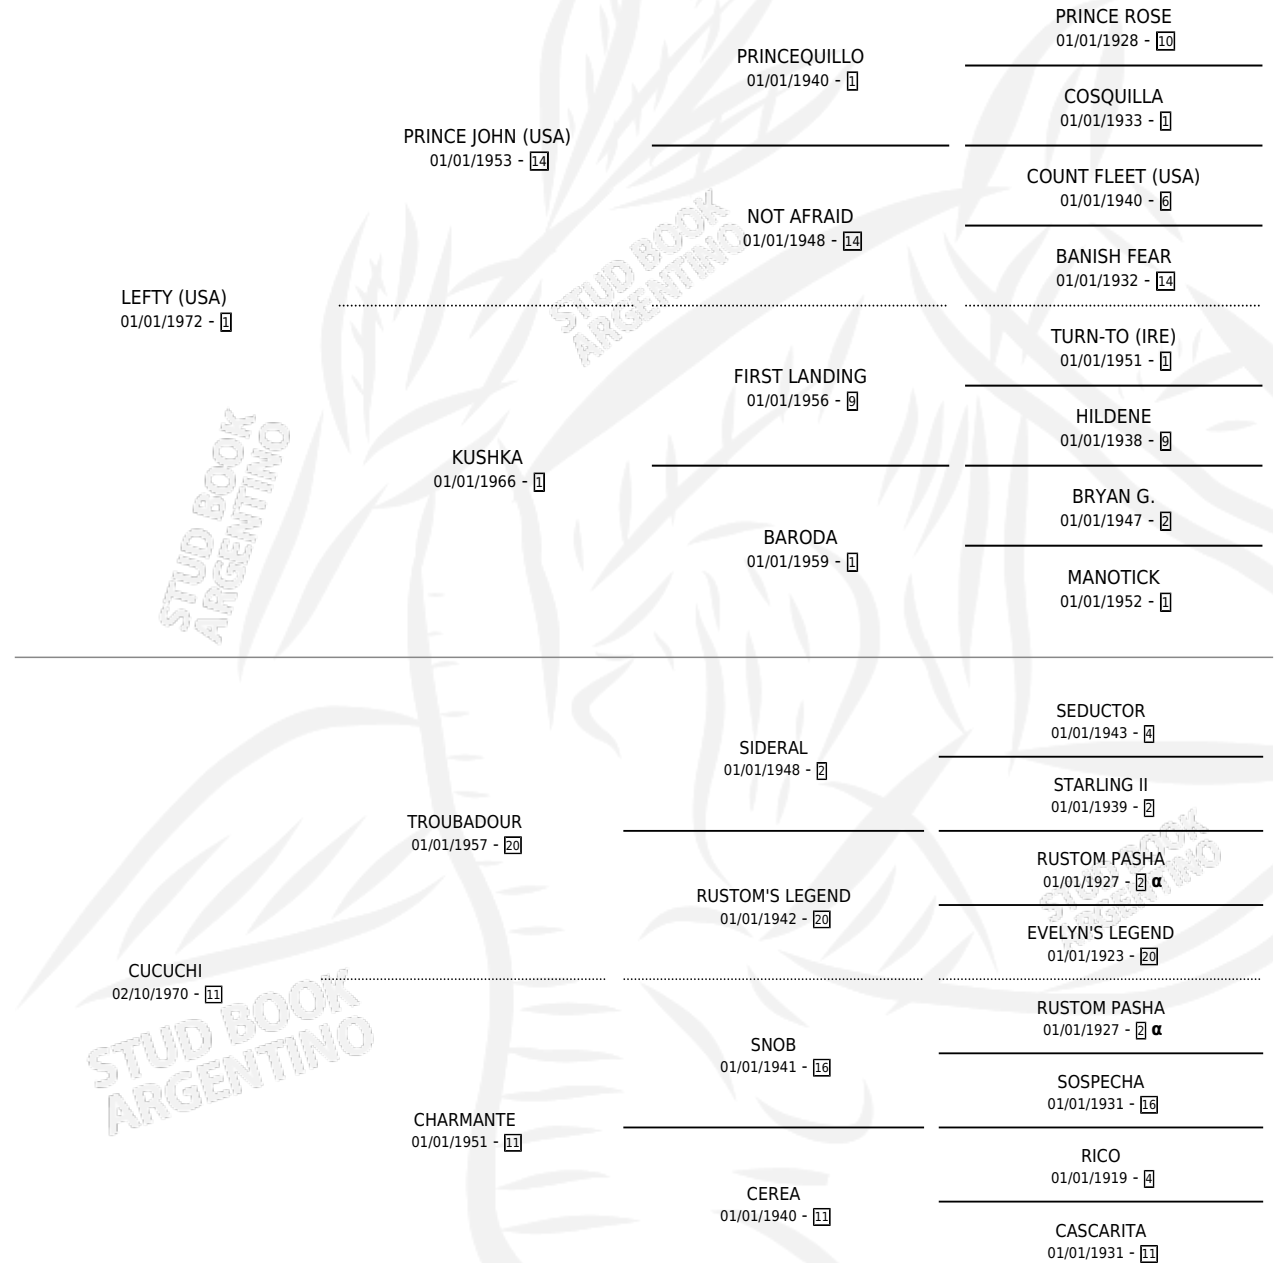 PRINCE ROSE
01/01/1928 - 10
PRINCEQUILLO
01/01/1940 - 1
COSQUILLA
01/01/1933 - 1
PRINCE JOHN (USA)
01/01/1953 - 14
COUNT FLEET (USA)
01/01/1940 - 6
NOT AFRAID
01/01/1948 - 14
BANISH FEAR
01/01/1932 - 14
LEFTY (USA)
01/01/1972 - 1
TURN-TO (IRE)
01/01/1951 - 1
FIRST LANDING
01/01/1956 - 9
HILDENE
01/01/1938 - 9
KUSHKA
01/01/1966 - 1
BRYAN G.
01/01/1947 - 2
BARODA
01/01/1959 - 1
MANOTICK
01/01/1952 - 1
SEDUCTOR
01/01/1943 - 4
SIDERAL
01/01/1948 - 2
STARLING II
01/01/1939 - 2
TROUBADOUR
01/01/1957 - 20
RUSTOM PASHA
01/01/1927 - 2 α
RUSTOM'S LEGEND
01/01/1942 - 20
EVELYN'S LEGEND
01/01/1923 - 20
CUCUCHI
02/10/1970 - 11
RUSTOM PASHA
01/01/1927 - 2 α
SNOB
01/01/1941 - 16
SOSPECHA
01/01/1931 - 16
CHARMANTE
01/01/1951 - 11
RICO
01/01/1919 - 4
CEREA
01/01/1940 - 11
CASCARITA
01/01/1931 - 11
STUD BOOK
ARGENTINO
STUD BOOK
ARGENTINO
STUD BOOK
ARGENTINO
STUD BOOK
ARGENTINO